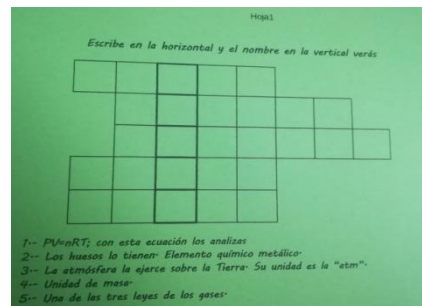 Hoja1
Escribe en la horizontal y el nombre en la vertical verás
1-- PV=nRT; con esta ecuación los analizas
2-- Los huesos lo tienen· Elemento químico metálico·
3-- La atmósfera la ejerce sobre la Tierra· Su unidad es la "atm"·
4-- Unidad de masa·
5-- Una de las tres leyes de los gases·